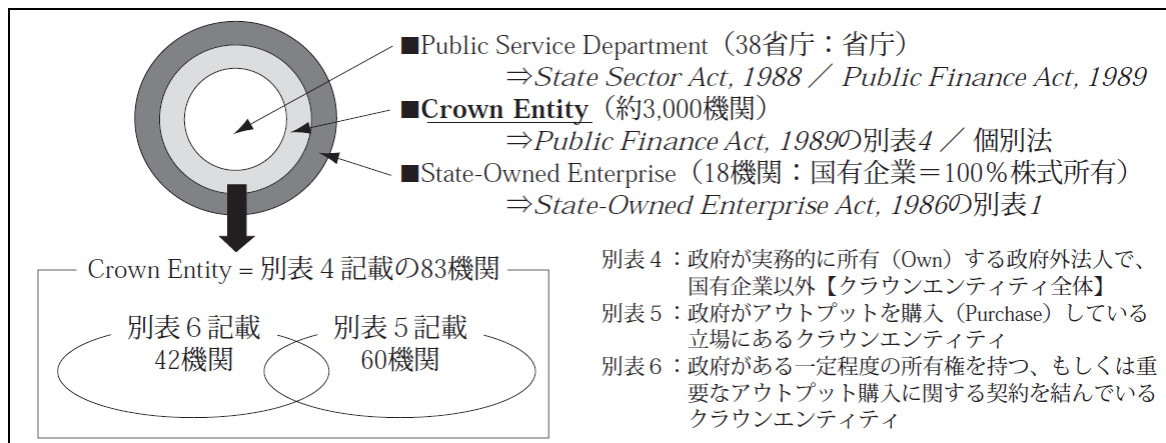 ■Public Service Department（38省庁：省庁）
⇒State Sector Act, 1988 ／ Public Finance Act, 1989
■Crown Entity（約3,000機関）
⇒Public Finance Act, 1989の別表4 ／ 個別法
■State-Owned Enterprise（18機関：国有企業＝100％株式所有）
⇒State-Owned Enterprise Act, 1986の別表1
Crown Entity = 別表４記載の83機関
別表６記載
42機関
別表５記載
60機関
別表４：政府が実務的に所有（Own）する政府外法人で、
国有企業以外【クラウンエンティティ全体】
別表５：政府がアウトプットを購入（Purchase）している
立場にあるクラウンエンティティ
別表６：政府がある一定程度の所有権を持つ、もしくは重
要なアウトプット購入に関する契約を結んでいる
クラウンエンティティ